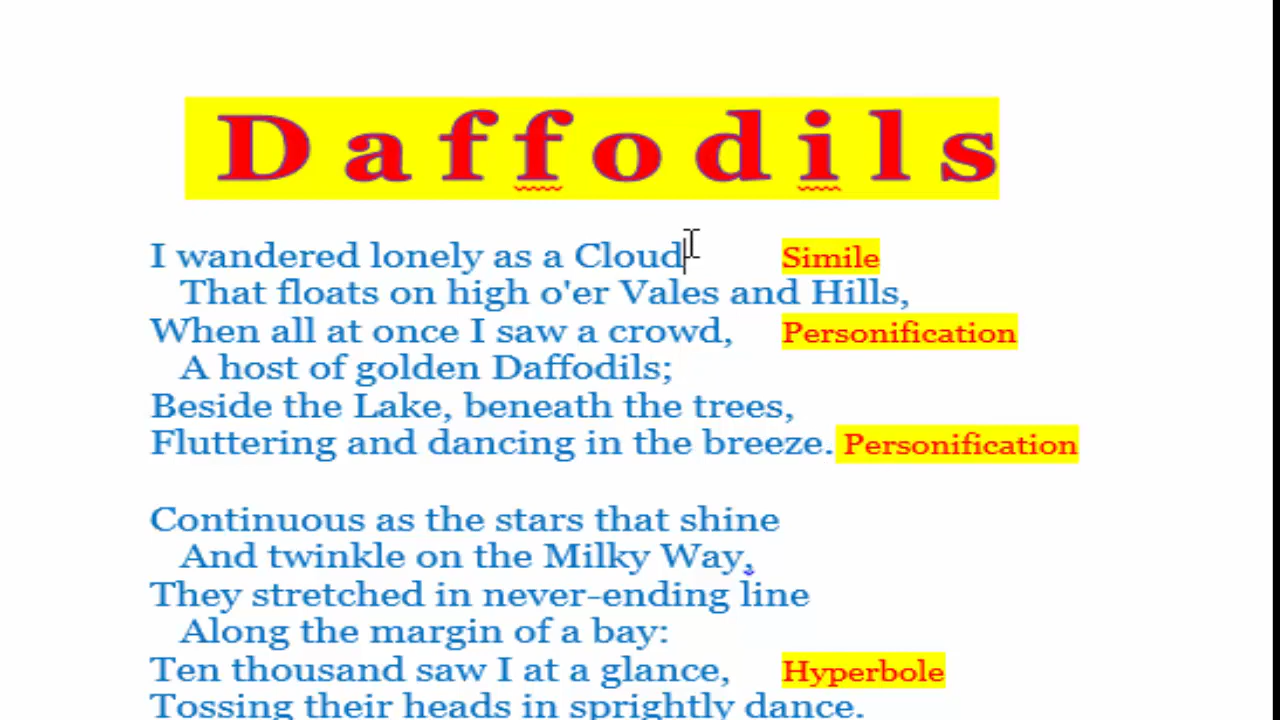 Daffodils
I wandered lonely as a Cloud Simile
That floats on high o'er Vales and Hills,
When all at once I saw a crowd, Personification
A host of golden Daffodils;
Beside the Lake, beneath the trees,
Fluttering and dancing in the breeze. Personification
Continuous as the stars that shine
And twinkle on the Milky Way,
They stretched in never-ending line
Along the margin of a bay:
Ten thousand saw I at a glance, Hyperbole
Tossing their heads in sprightly dance.